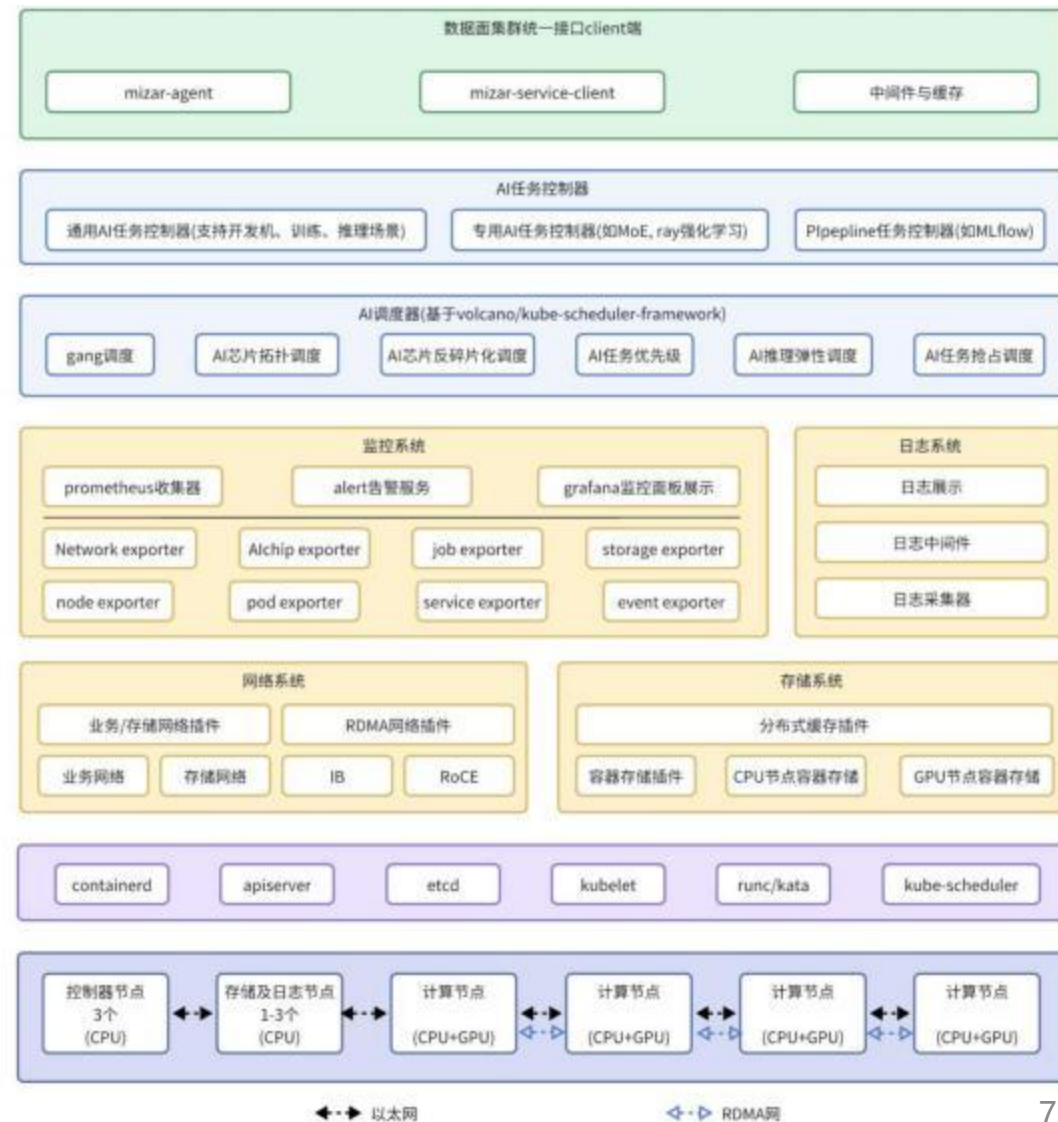 数据面集群统一接口client端
mizar-agent
mizar-service-client
中间件与缓存
AI任务控制器
通用AI任务控制器(支持开发机、训练、推理场景)
专用AI任务控制器(如MoE, ray强化学习)
PIpepline任务控制器(如MLflow)
AI调度器(基于volcano/kube-scheduler-framework)
gang调度
AI芯片拓扑调度
AI芯片反碎片化调度
AI任务优先级
AI推理弹性调度
AI任务抢占调度
监控系统
prometheus收集器
alert告警服务
grafana监控面板展示
Network exporter
AIchip exporter
job exporter
storage exporter
node exporter
pod exporter
service exporter
event exporter
日志系统
日志展示
日志中间件
日志采集器
网络系统
业务/存储网络插件
RDMA网络插件
业务网络
存储网络
IB
RoCE
存储系统
分布式缓存插件
容器存储插件
CPU节点容器存储
GPU节点容器存储
containerd
apiserver
etcd
kubelet
runc/kata
kube-scheduler
控制器节点
3个
(CPU)
存储及日志节点
1-3个
(CPU)
计算节点
(CPU+GPU)
计算节点
(CPU+GPU)
计算节点
(CPU+GPU)
计算节点
(CPU+GPU)
以太网
RDMA网
7